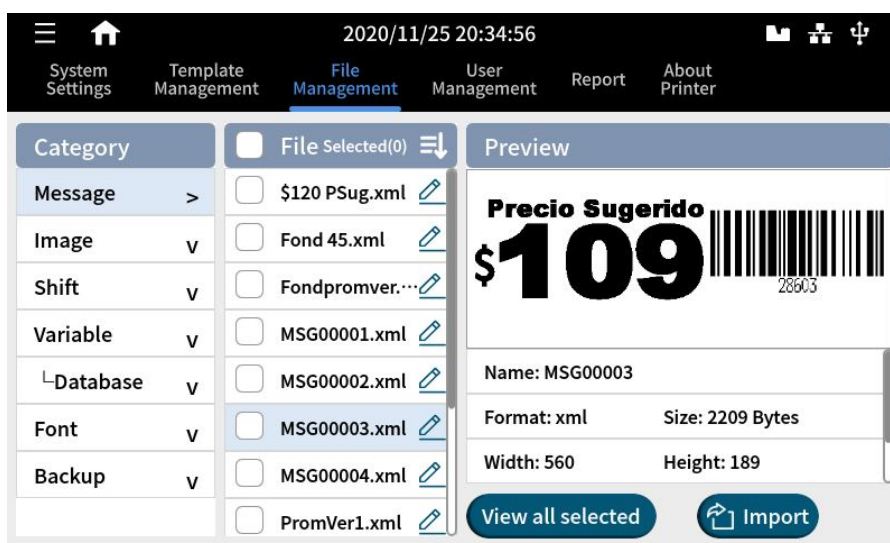 2020/11/25 20:34:56
System Settings
Template Management
File Management
User Management
Report
About Printer
Category
Message >
Image v
Shift v
Variable v
└Database v
Font v
Backup v
File Selected(0)
$120 PSug.xml
Fond 45.xml
Fondpromver.…
MSG00001.xml
MSG00002.xml
MSG00003.xml
MSG00004.xml
PromVer1.xml
Preview
Precio Sugerido
$109
28603
Name: MSG00003
Format: xml Size: 2209 Bytes
Width: 560 Height: 189
View all selected
Import